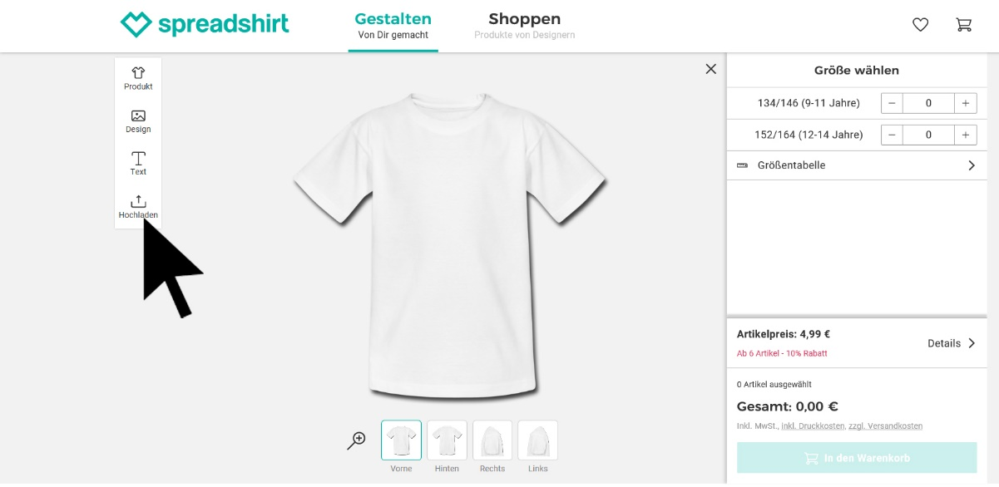 spreadshirt
Gestalten
Von Dir gemacht
Shoppen
Produkte von Designern
Produkt
Design
Text
Hochladen
Größe wählen
134/146 (9-11 Jahre) − 0 +
152/164 (12-14 Jahre) − 0 +
Größentabelle
Artikelpreis: 4,99 €
Ab 6 Artikel - 10% Rabatt
Details
0 Artikel ausgewählt
Gesamt: 0,00 €
Inkl. MwSt., inkl. Druckkosten, zzgl. Versandkosten
In den Warenkorb
Vorne Hinten Rechts Links